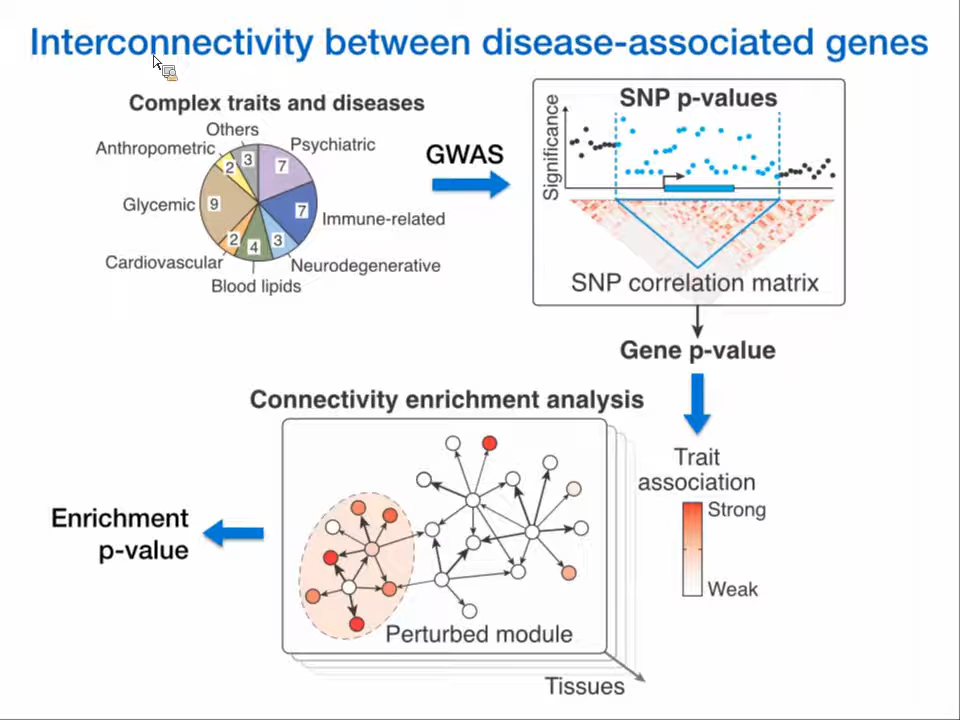 Interconnectivity between disease-associated genes
Complex traits and diseases
Others
Anthropometric
Psychiatric
3
2
7
Glycemic
9
7
Immune-related
2
4
3
Cardiovascular
Neurodegenerative
Blood lipids
GWAS
SNP p-values
Significance
SNP correlation matrix
Gene p-value
Connectivity enrichment analysis
Trait
association
Strong
Weak
Enrichment
p-value
Perturbed module
Tissues